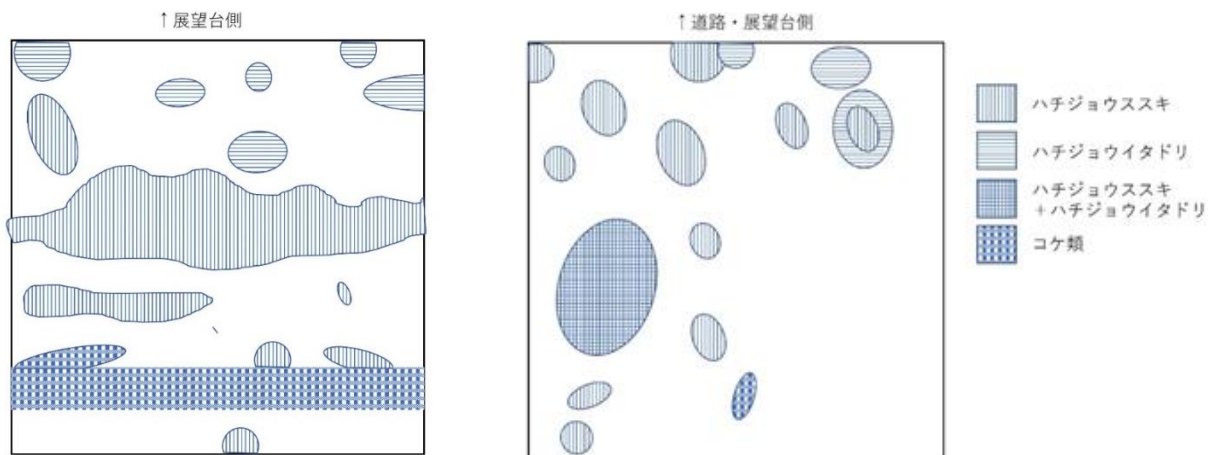 ↑展望台側
↑道路・展望台側
ハチジョウススキ
ハチジョウイタドリ
ハチジョウススキ
＋ハチジョウイタドリ
コケ類